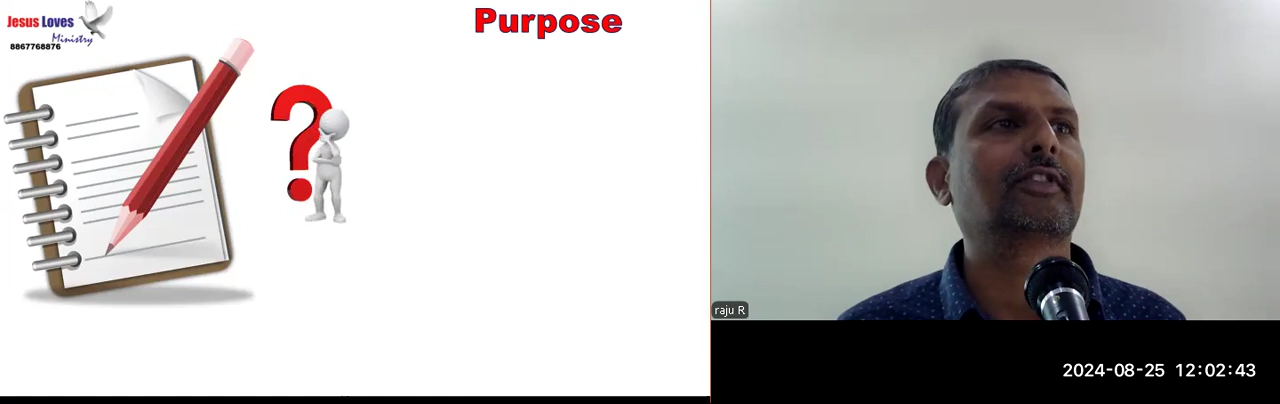 Jesus Loves
Ministry
8867768876
Purpose
raju R
2024-08-25 12:02:43